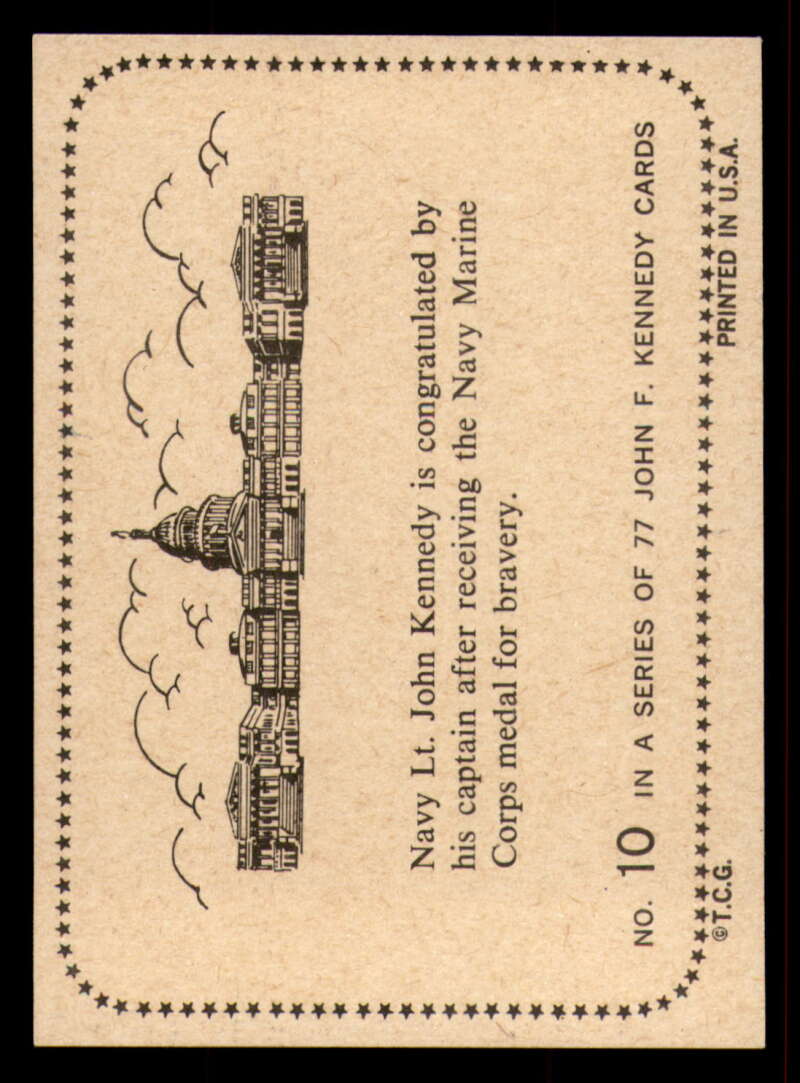 Navy Lt. John Kennedy is congratulated by
his captain after receiving the Navy Marine
Corps medal for bravery.
NO. 10 IN A SERIES OF 77 JOHN F. KENNEDY CARDS
©T.C.G. PRINTED IN U.S.A.